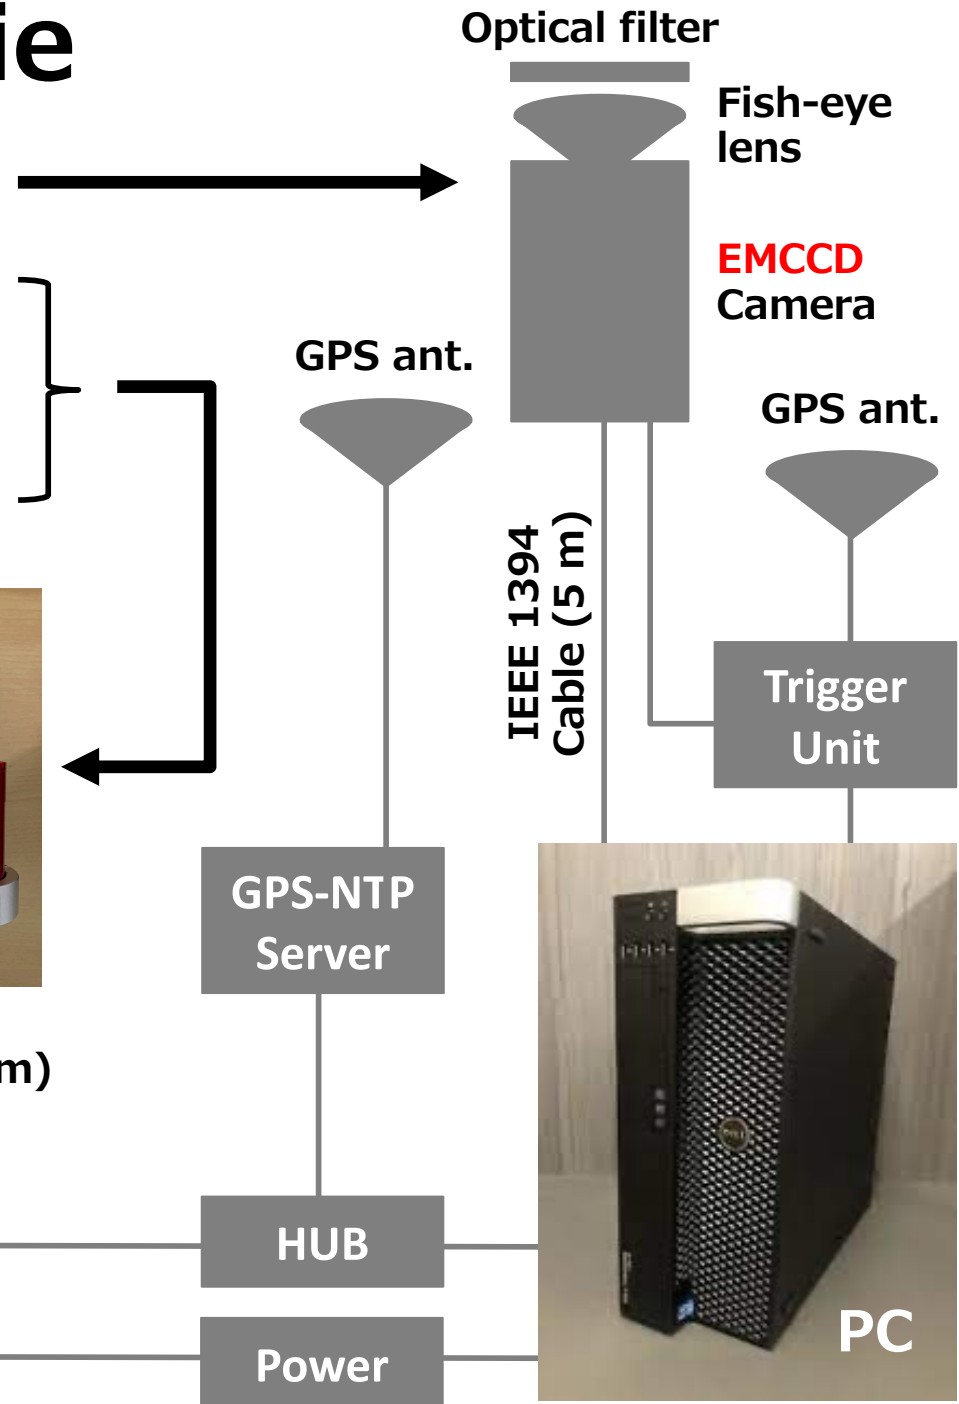 ie
Optical filter
Fish-eye
lens
EMCCD
Camera
GPS ant.
GPS ant.
IEEE 1394
Cable (5 m)
Trigger
Unit
GPS-NTP
Server
m)
HUB
PC
Power